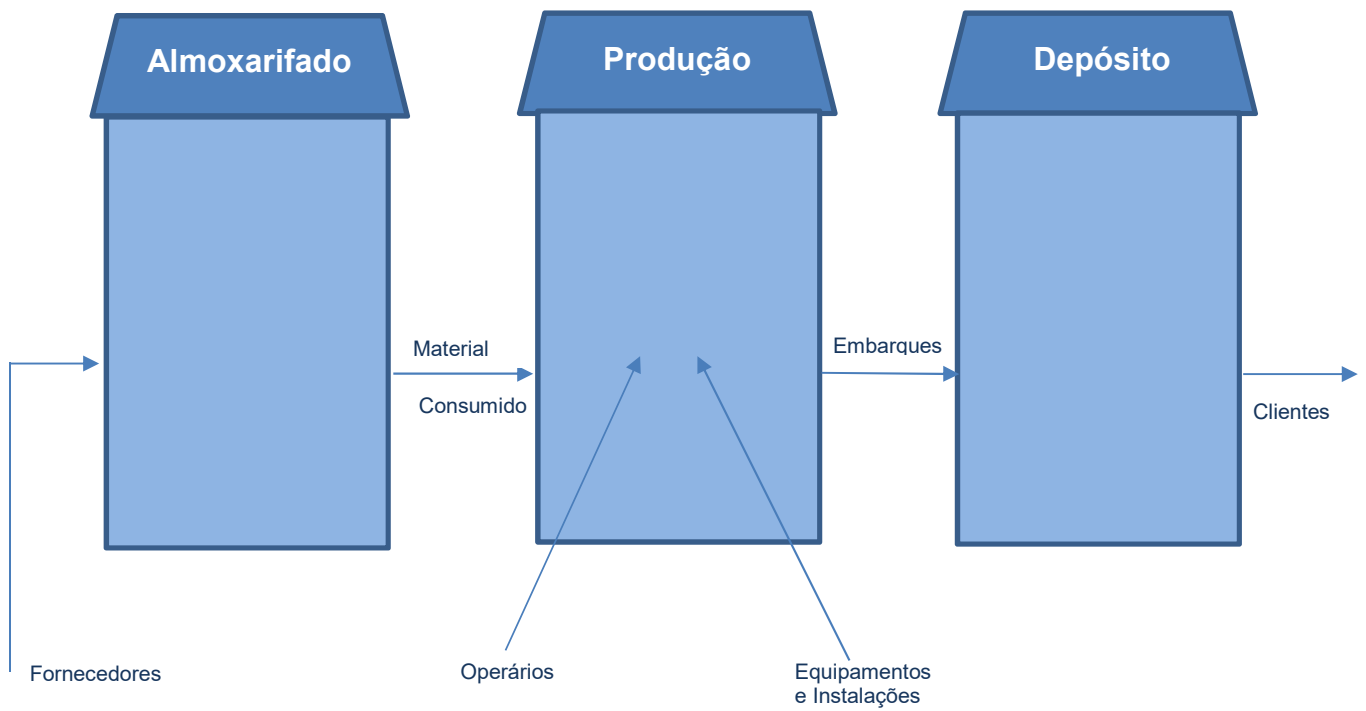 Almoxarifado
Produção
Depósito
Material
Consumido
Embarques
Clientes
Fornecedores
Operários
Equipamentos
e Instalações